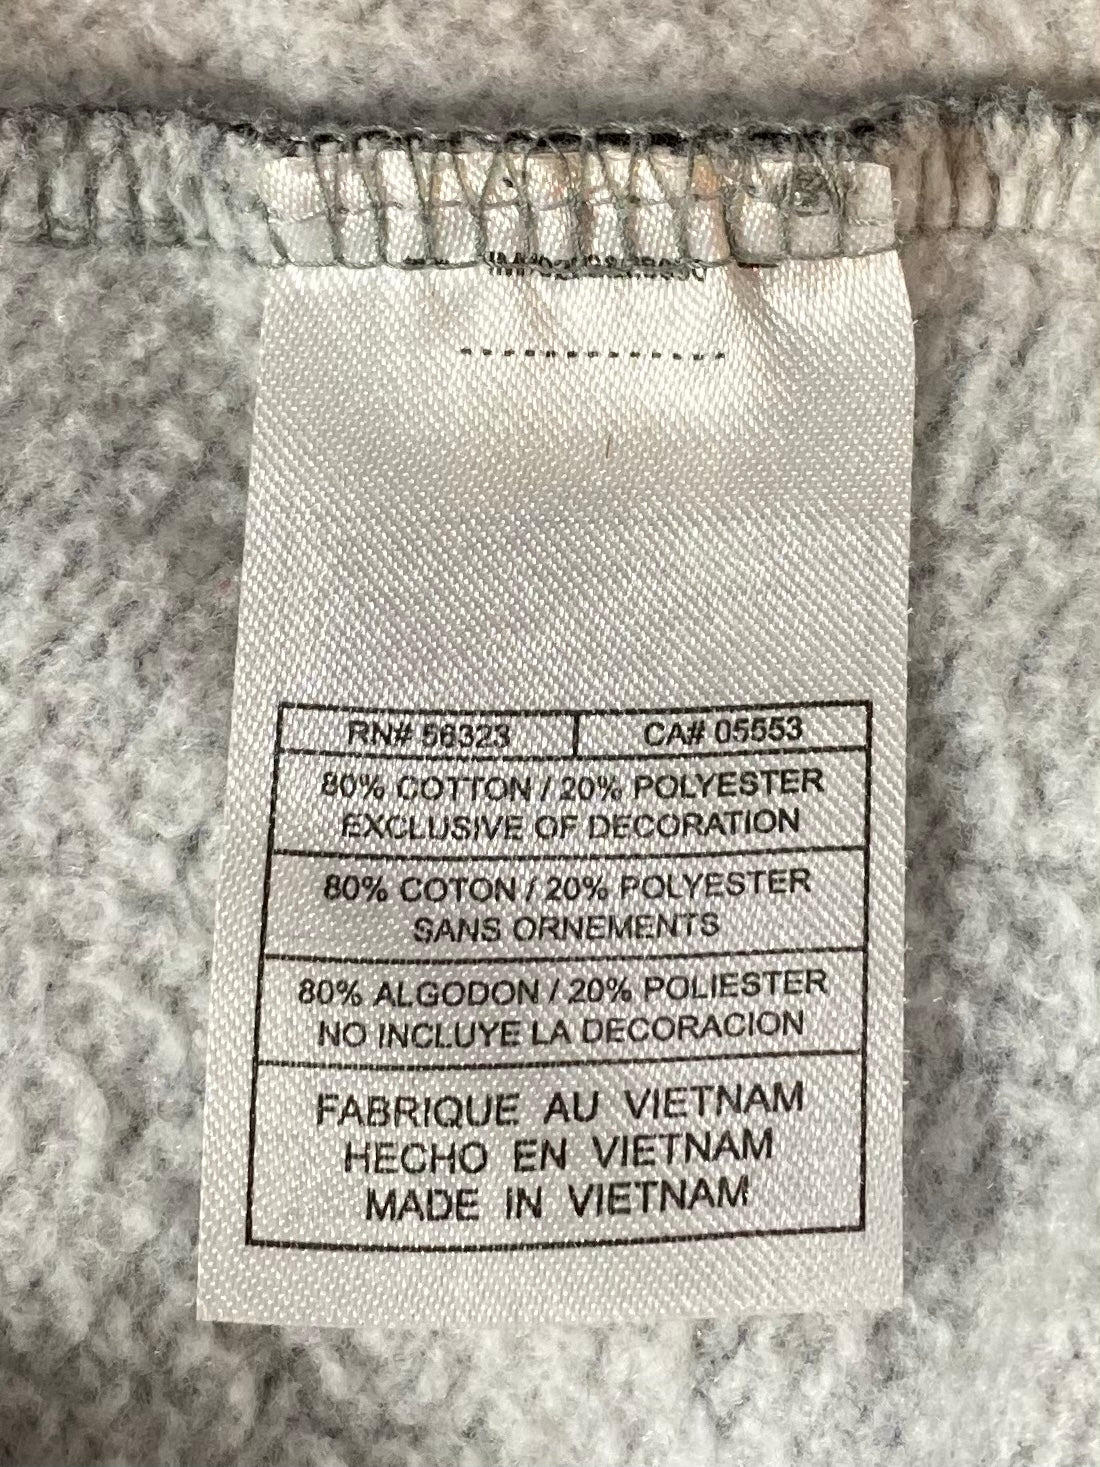 RN# 56323 CA# 05553
80% COTTON / 20% POLYESTER
EXCLUSIVE OF DECORATION
80% COTON / 20% POLYESTER
SANS ORNEMENTS
80% ALGODON / 20% POLIESTER
NO INCLUYE LA DECORACION
FABRIQUE AU VIETNAM
HECHO EN VIETNAM
MADE IN VIETNAM